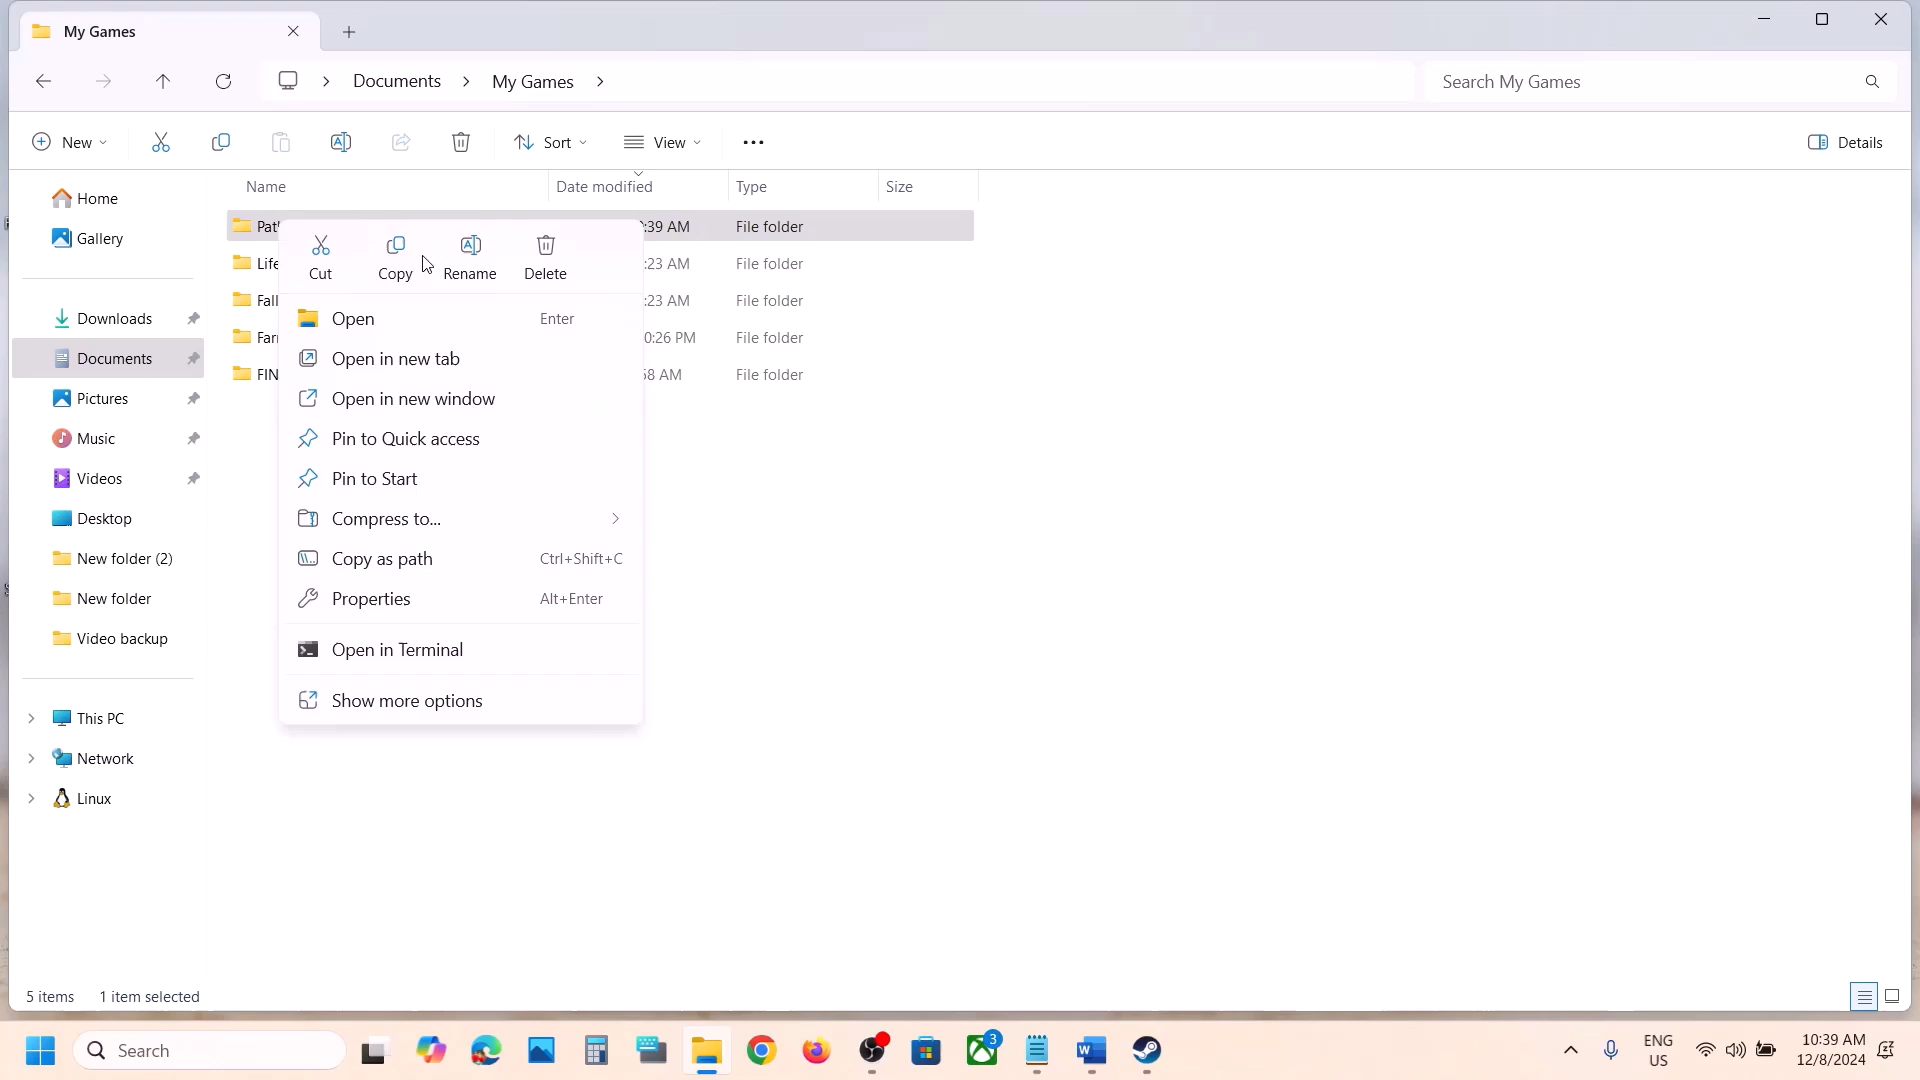 My Games
Documents
My Games
Search My Games
New
Sort
View
Details
Name
Date modified
Type
Size
Home
Gallery
Downloads
Documents
Pictures
Music
Videos
Desktop
New folder (2)
New folder
Video backup
This PC
Network
Linux
:39 AM File folder
Life :23 AM File folder
Fall :23 AM File folder
0:26 PM File folder
FIN 58 AM File folder
Cut
Copy
Rename
Delete
Open Enter
Open in new tab
Open in new window
Pin to Quick access
Pin to Start
Compress to...
Copy as path Ctrl+Shift+C
Properties Alt+Enter
Open in Terminal
Show more options
5 items 1 item selected
Search
3
ENG
US
10:39 AM
12/8/2024